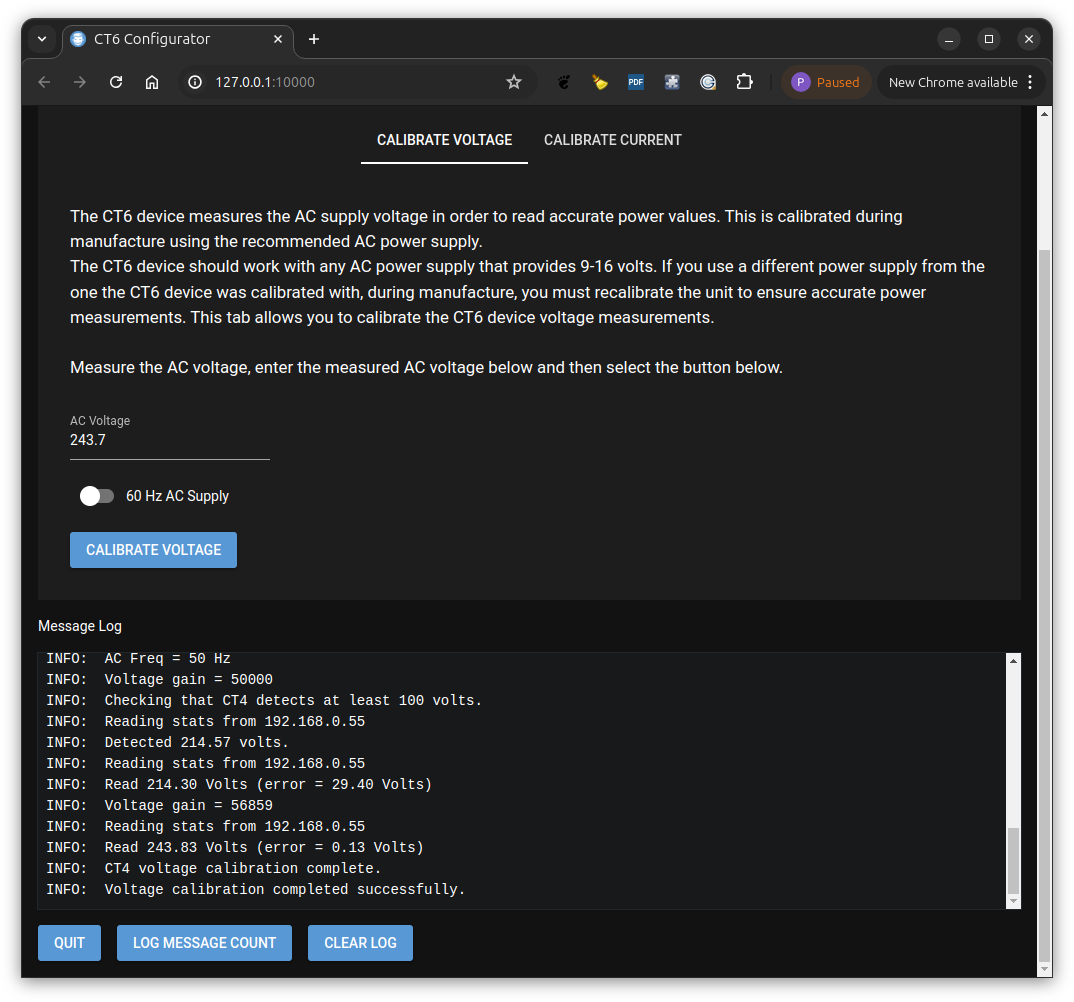 CT6 Configurator
127.0.0.1:10000
PDF
P Paused
New Chrome available
CALIBRATE VOLTAGE CALIBRATE CURRENT
The CT6 device measures the AC supply voltage in order to read accurate power values. This is calibrated during
manufacture using the recommended AC power supply.
The CT6 device should work with any AC power supply that provides 9-16 volts. If you use a different power supply from the
one the CT6 device was calibrated with, during manufacture, you must recalibrate the unit to ensure accurate power
measurements. This tab allows you to calibrate the CT6 device voltage measurements.
Measure the AC voltage, enter the measured AC voltage below and then select the button below.
AC Voltage
243.7
60 Hz AC Supply
CALIBRATE VOLTAGE
Message Log
INFO: AC Freq = 50 Hz
INFO: Voltage gain = 50000
INFO: Checking that CT4 detects at least 100 volts.
INFO: Reading stats from 192.168.0.55
INFO: Detected 214.57 volts.
INFO: Reading stats from 192.168.0.55
INFO: Read 214.30 Volts (error = 29.40 Volts)
INFO: Voltage gain = 56859
INFO: Reading stats from 192.168.0.55
INFO: Read 243.83 Volts (error = 0.13 Volts)
INFO: CT4 voltage calibration complete.
INFO: Voltage calibration completed successfully.
QUIT LOG MESSAGE COUNT CLEAR LOG